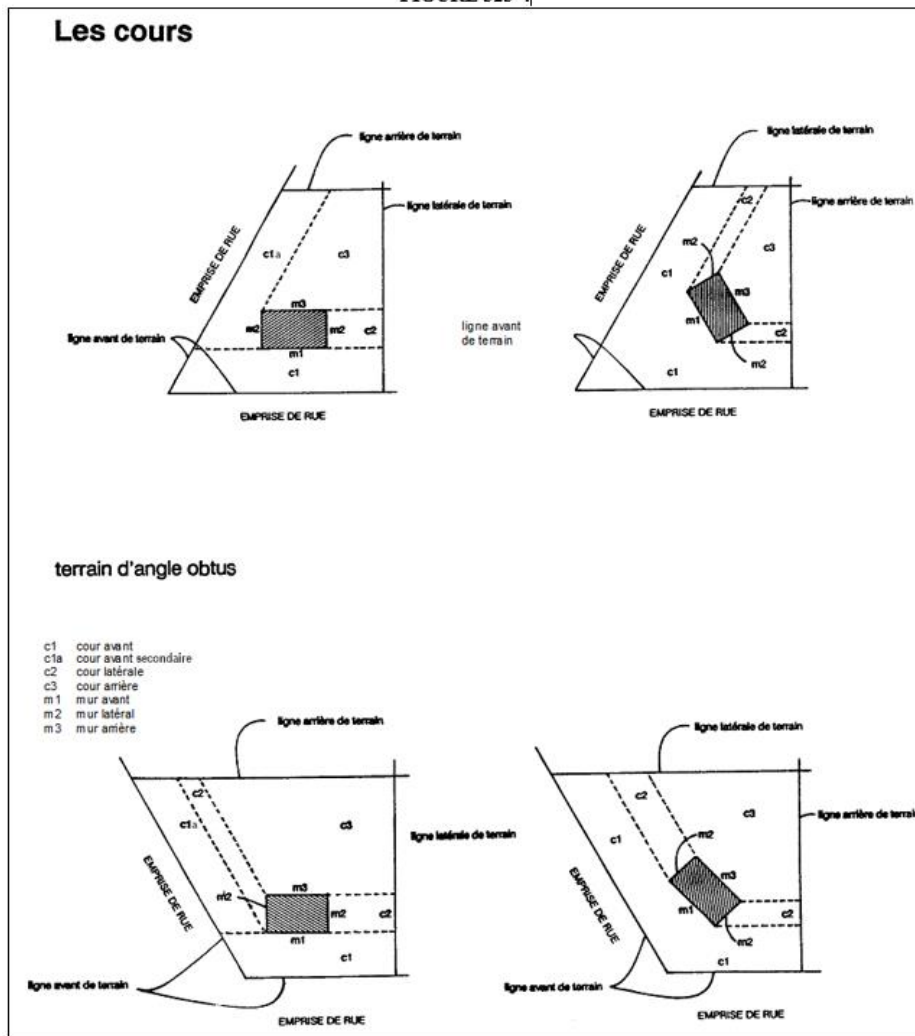 Les cours
ligne arrière de terrain
ligne latérale de terrain
EMPRISE DE RUE
c1a
c3
m3
m2
m2
c2
ligne avant de terrain
m1
c1
EMPRISE DE RUE
ligne latérale de terrain
ligne arrière de terrain
EMPRISE DE RUE
c2
m2
c3
c1
m3
m1
ligne avant
de terrain
c2
m2
c1
EMPRISE DE RUE
terrain d'angle obtus
c1 cour avant
c1a cour avant secondaire
c2 cour latérale
c3 cour arrière
m1 mur avant
m2 mur latéral
m3 mur arrière
ligne arrière de terrain
c2
c1a
c3
ligne latérale de terrain
EMPRISE DE RUE
m3
m2
m2
c2
m1
c1
ligne avant de terrain
EMPRISE DE RUE
ligne latérale de terrain
c2
c3
ligne arrière de terrain
c1
m2
EMPRISE DE RUE
m3
m1
c2
m2
c1
ligne avant de terrain
EMPRISE DE RUE